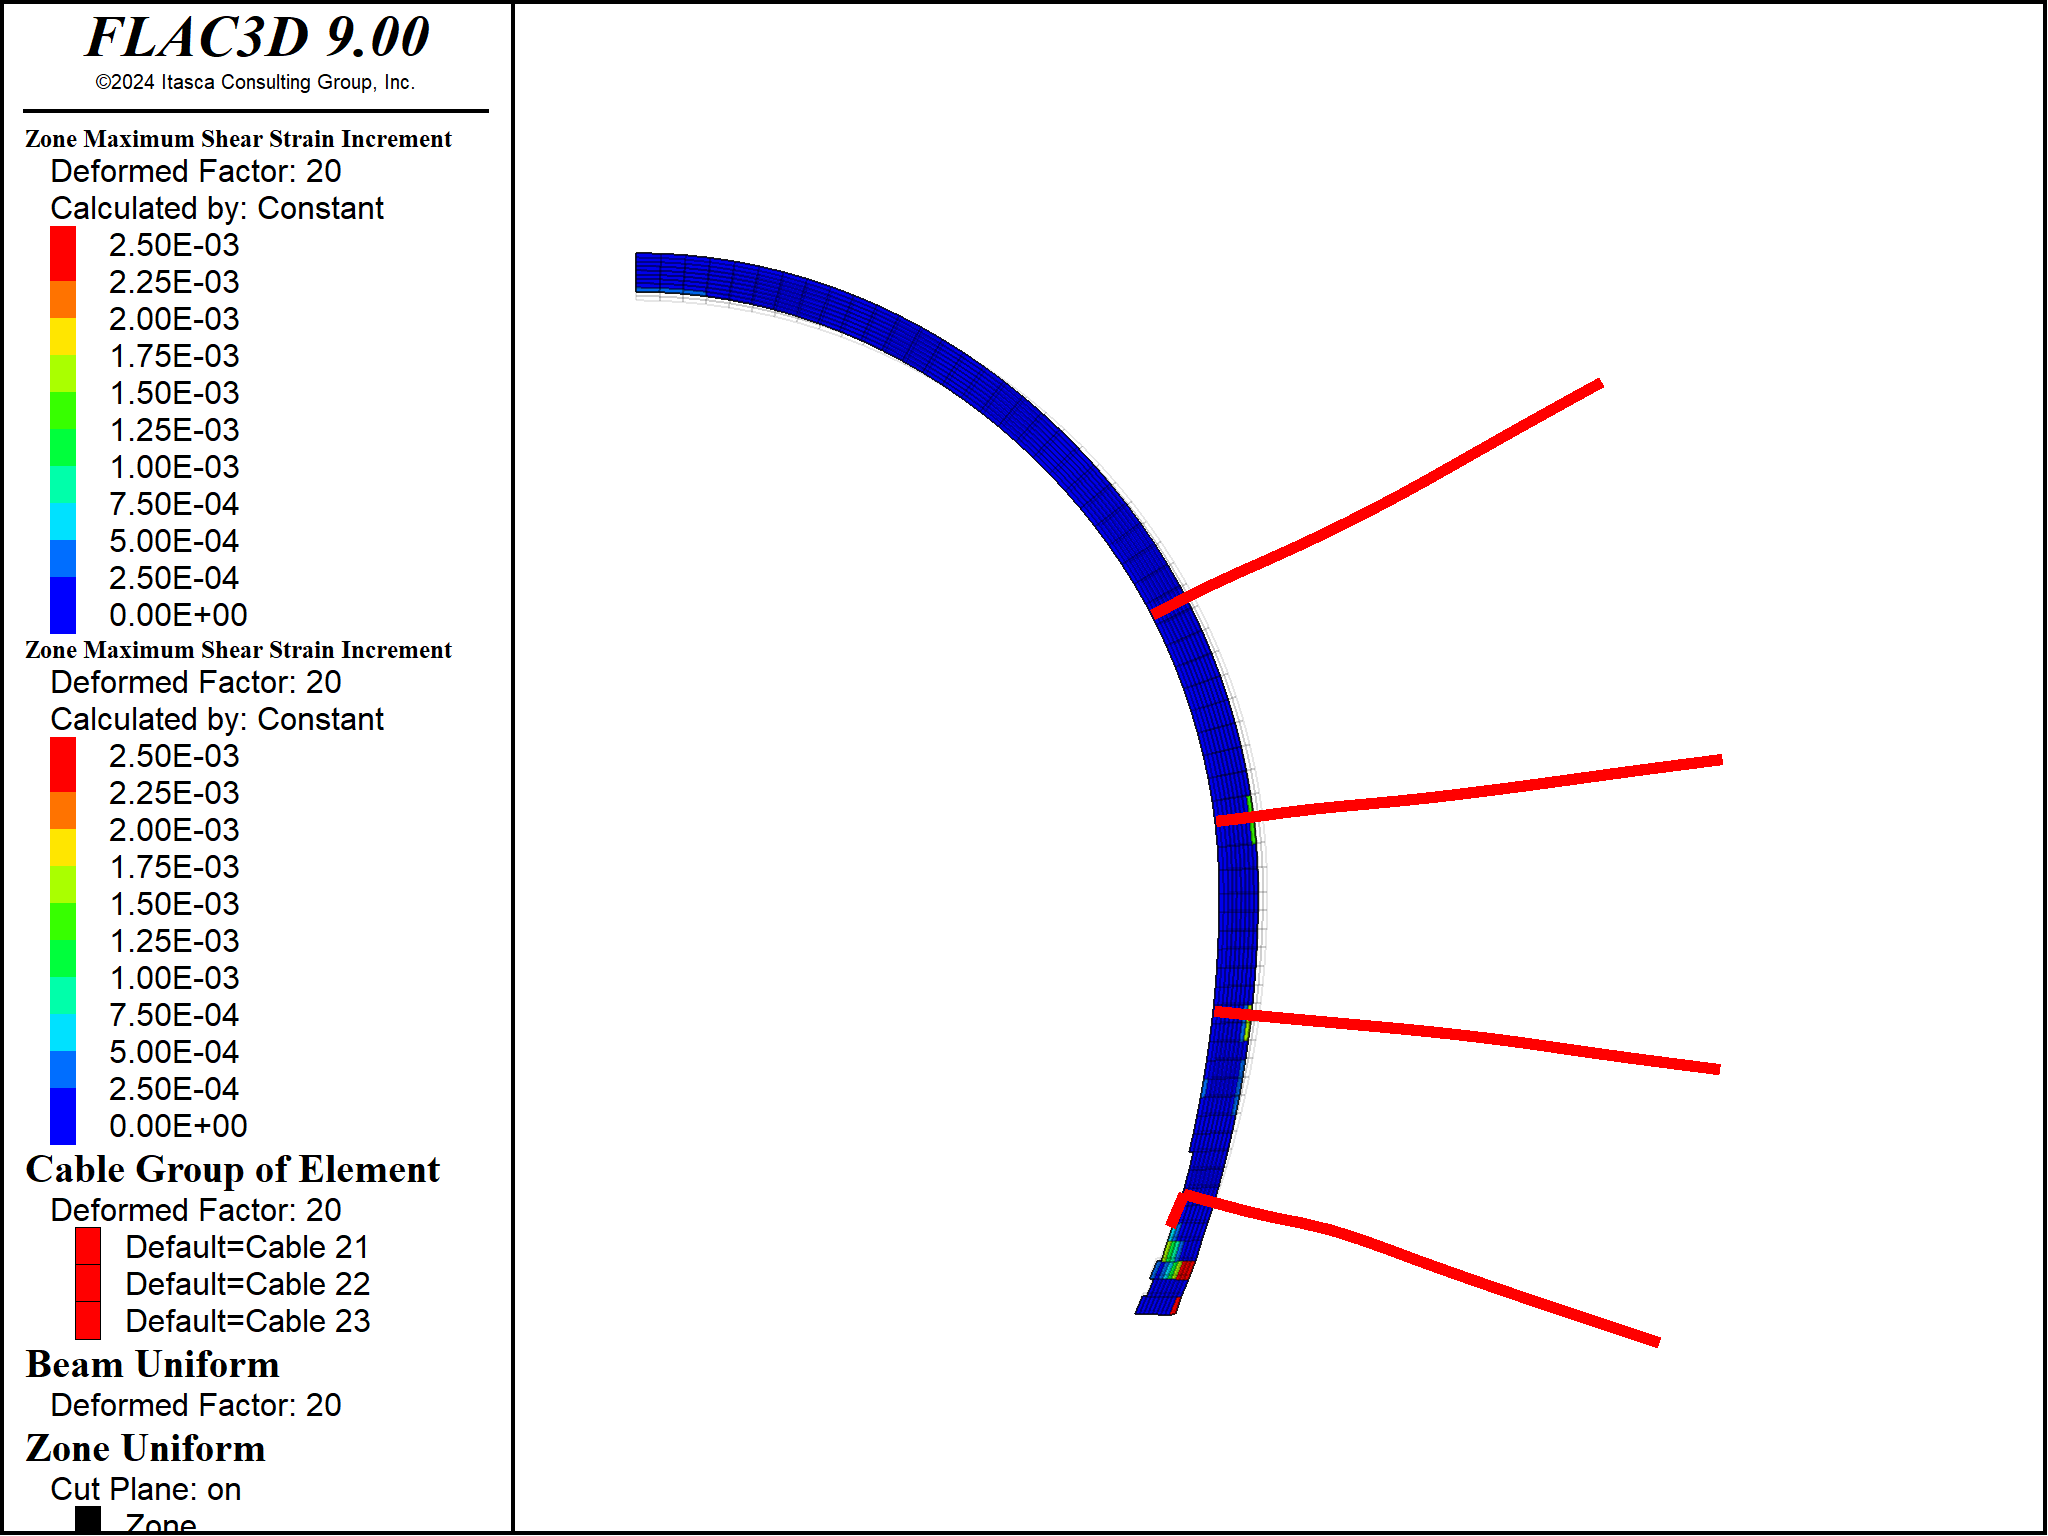 FLAC3D 9.00
©2024 Itasca Consulting Group, Inc.
Zone Maximum Shear Strain Increment
Deformed Factor: 20
Calculated by: Constant
2.50E-03
2.25E-03
2.00E-03
1.75E-03
1.50E-03
1.25E-03
1.00E-03
7.50E-04
5.00E-04
2.50E-04
0.00E+00
Zone Maximum Shear Strain Increment
Deformed Factor: 20
Calculated by: Constant
2.50E-03
2.25E-03
2.00E-03
1.75E-03
1.50E-03
1.25E-03
1.00E-03
7.50E-04
5.00E-04
2.50E-04
0.00E+00
Cable Group of Element
Deformed Factor: 20
Default=Cable 21
Default=Cable 22
Default=Cable 23
Beam Uniform
Deformed Factor: 20
Zone Uniform
Cut Plane: on
Zone